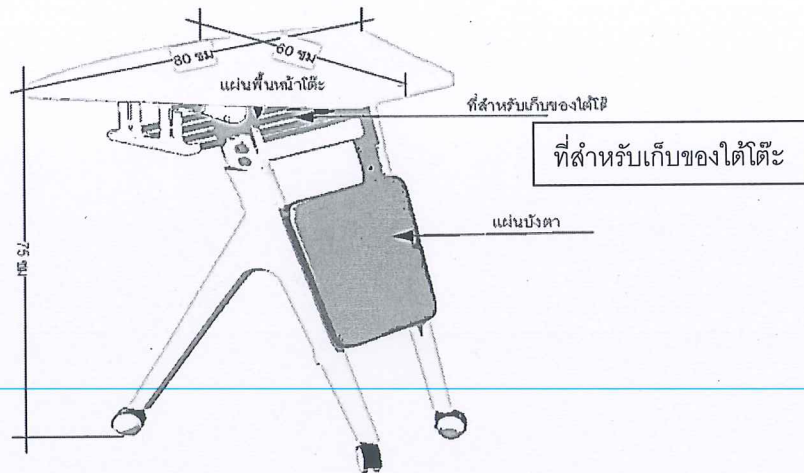 80 ซม
60 ซม
แผ่นพื้นหน้าโต๊ะ
ที่สำหรับเก็บของใต้โต๊
ที่สำหรับเก็บของใต้โต๊ะ
แผ่นบังตา
75 ซม